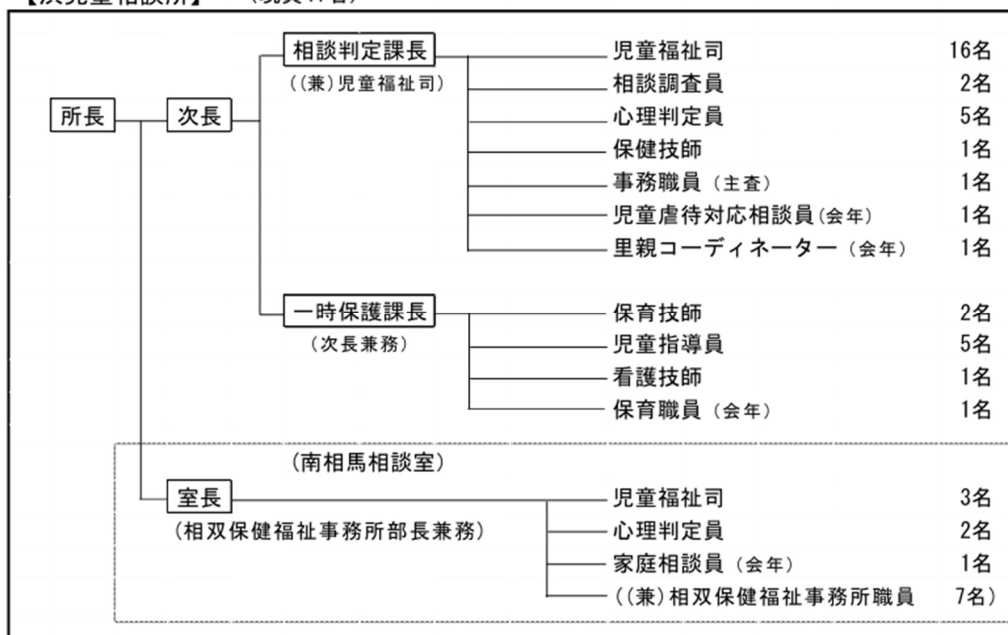 所長
次長
相談判定課長
((兼)児童福祉司)
児童福祉司 16名
相談調査員 2名
心理判定員 5名
保健技師 1名
事務職員(主査) 1名
児童虐待対応相談員(会年) 1名
里親コーディネーター(会年) 1名
一時保護課長
(次長兼務)
保育技師 2名
児童指導員 5名
看護技師 1名
保育職員(会年) 1名
(南相馬相談室)
室長
(相双保健福祉事務所部長兼務)
児童福祉司 3名
心理判定員 2名
家庭相談員(会年) 1名
((兼)相双保健福祉事務所職員 7名)